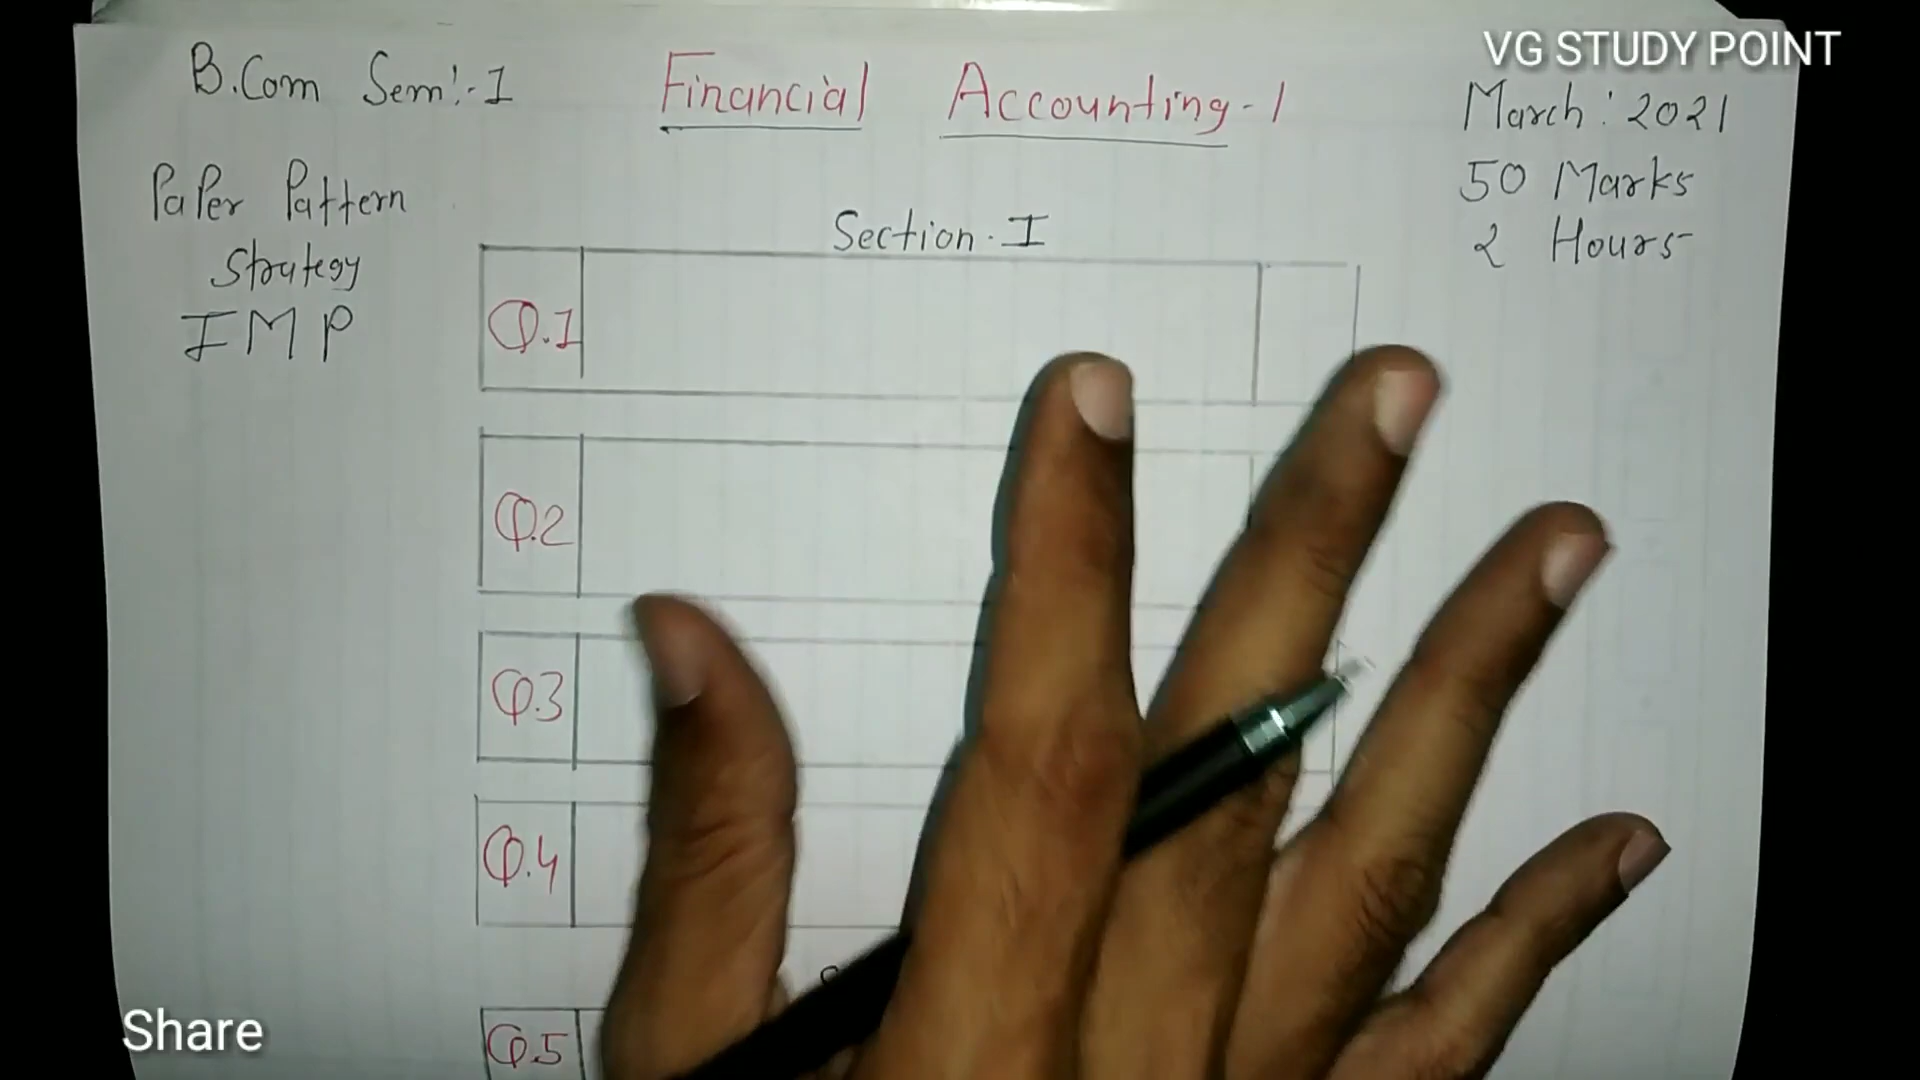 VG STUDY POINT
B.Com Sem:-I
Financial Accounting-1
March: 2021
50 Marks
2 Hours
Paper Pattern
Strategy
IMP
Section-I
Q.1
Q.2
Q.3
Q.4
Q.5
Share